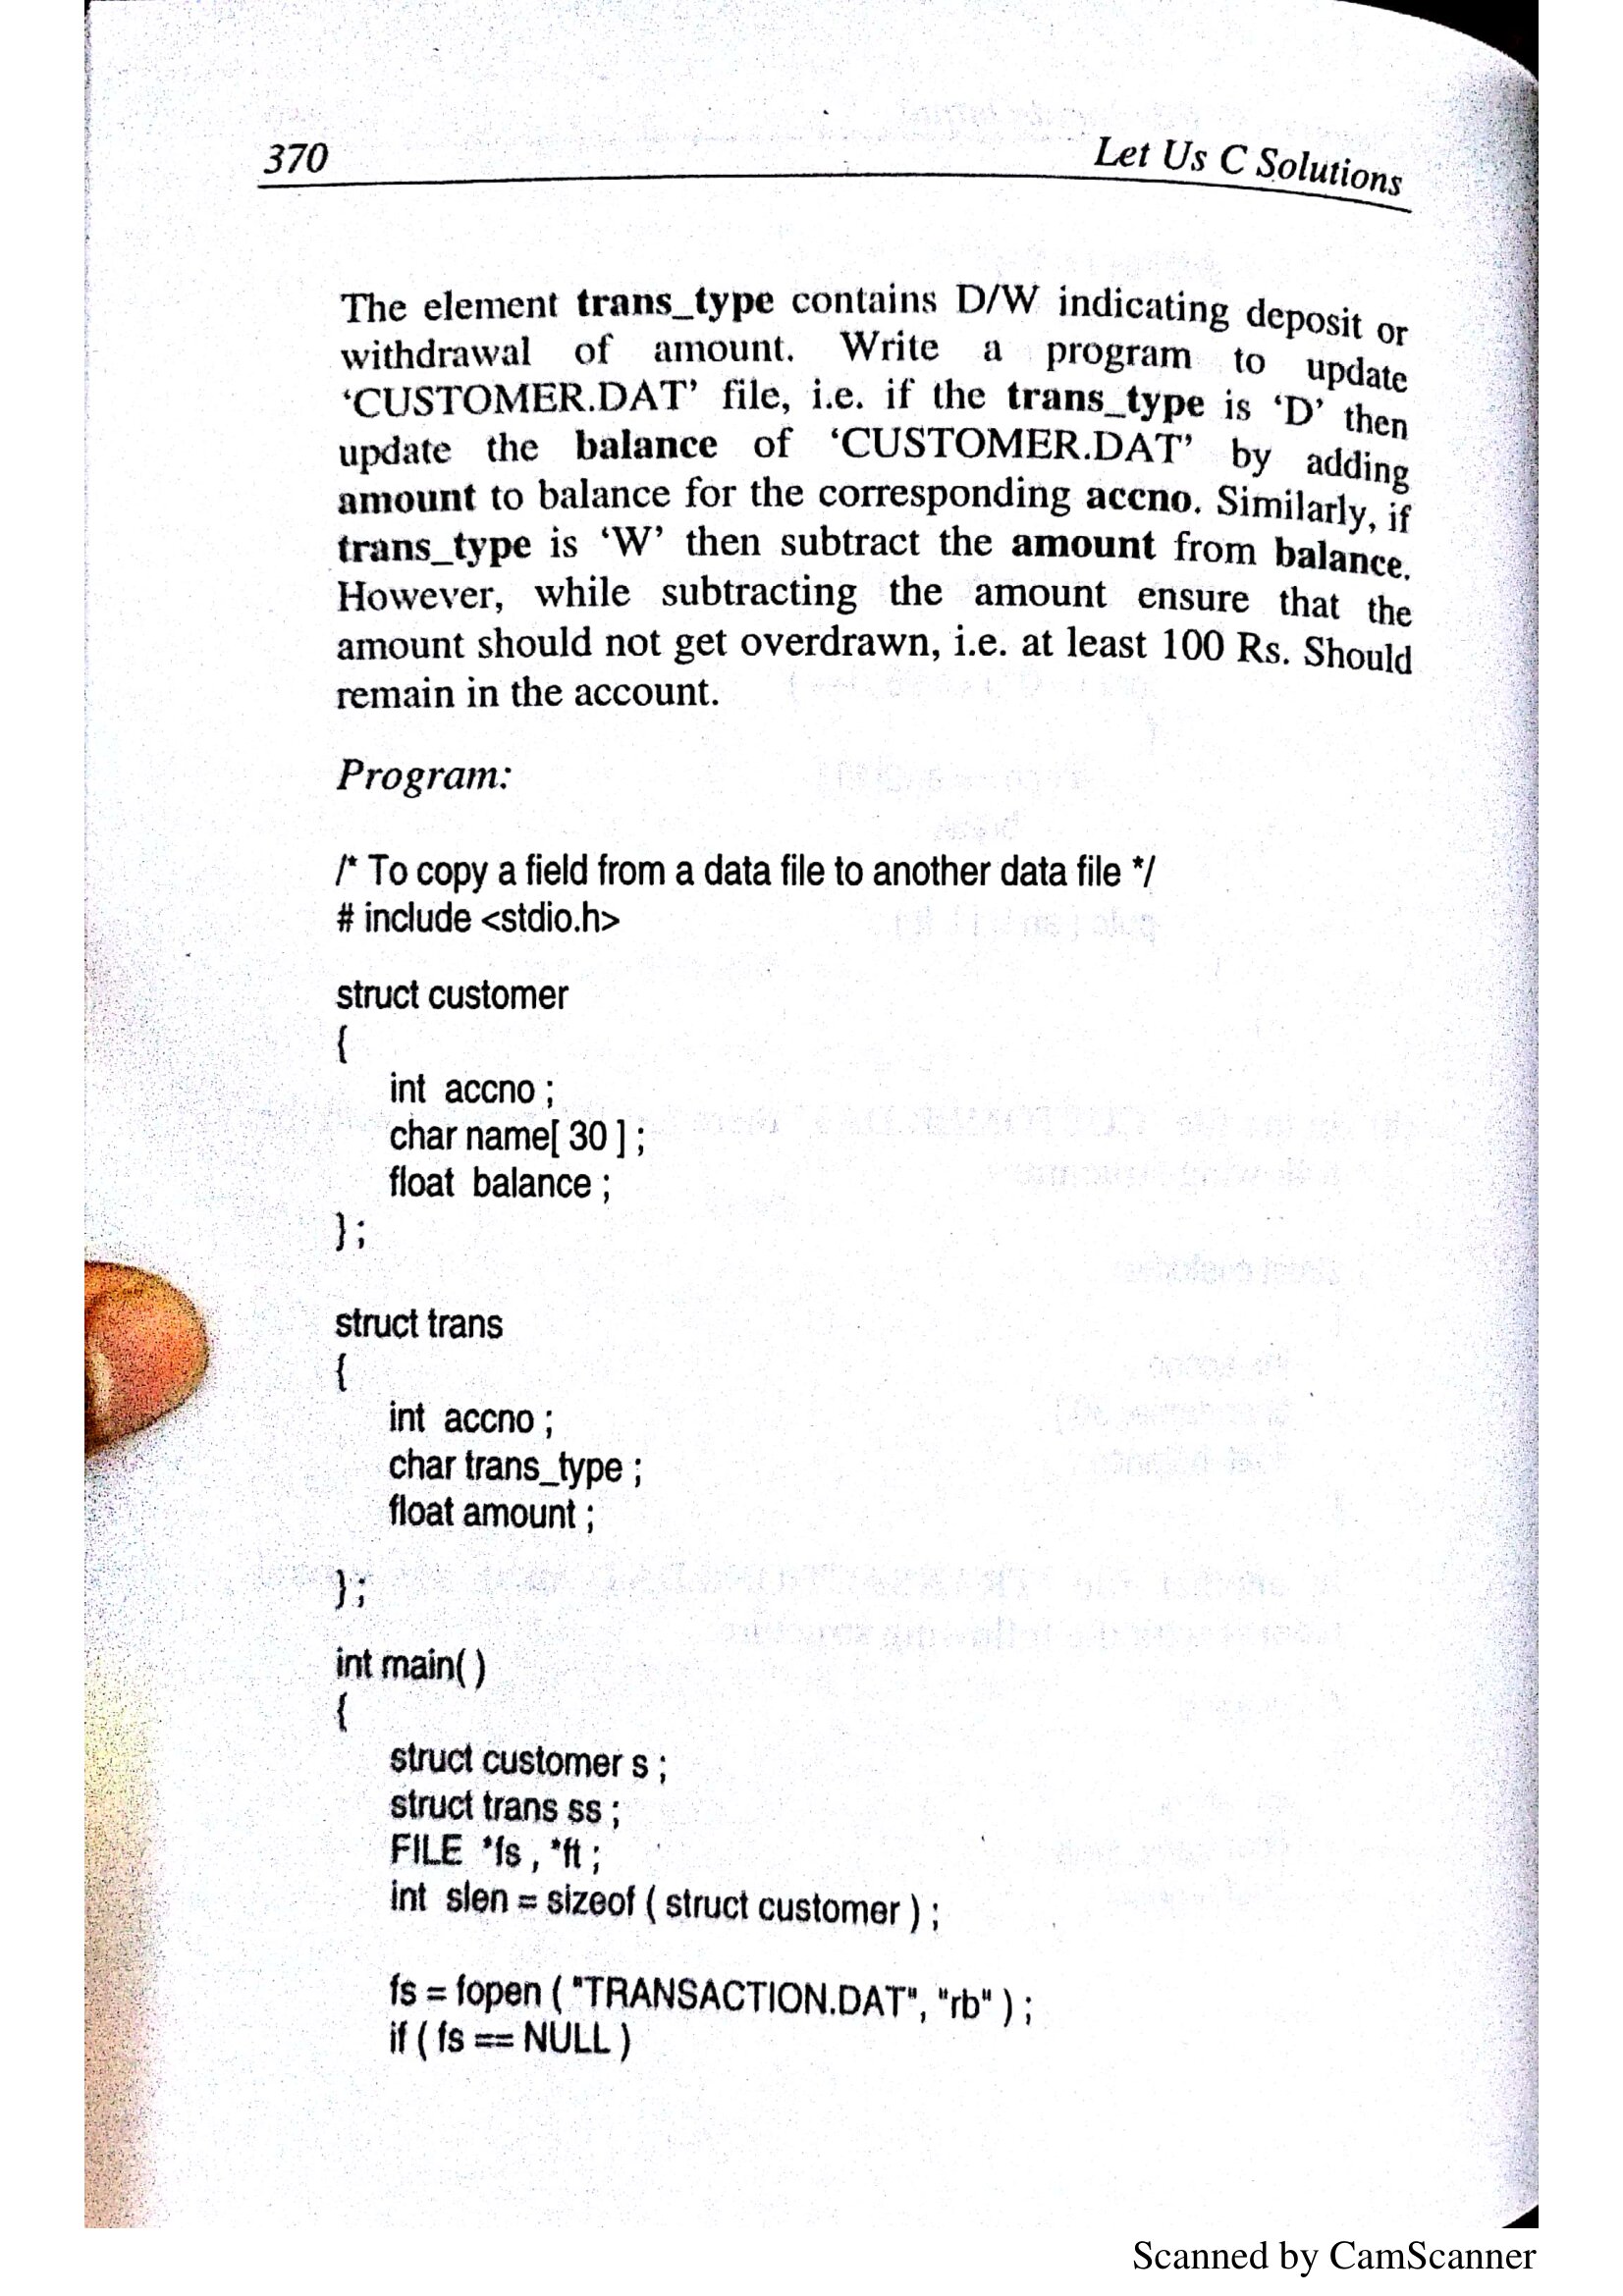 370
Let Us C Solutions
The element trans_type contains D/W indicating deposit or
withdrawal of amount. Write a program to update
‘CUSTOMER.DAT’ file, i.e. if the trans_type is ‘D’ then
update the balance of ‘CUSTOMER.DAT’ by adding
amount to balance for the corresponding accno. Similarly, if
trans_type is ‘W’ then subtract the amount from balance.
However, while subtracting the amount ensure that the
amount should not get overdrawn, i.e. at least 100 Rs. Should
remain in the account.
Program:
/* To copy a field from a data file to another data file */
# include <stdio.h>
struct customer
{
int accno ;
char name[ 30 ] ;
float balance ;
} ;
struct trans
{
int accno ;
char trans_type ;
float amount ;
} ;
int main( )
{
struct customer s ;
struct trans ss ;
FILE *fs , *ft ;
int slen = sizeof ( struct customer ) ;
fs = fopen ( "TRANSACTION.DAT", "rb" ) ;
if ( fs == NULL )
Scanned by CamScanner